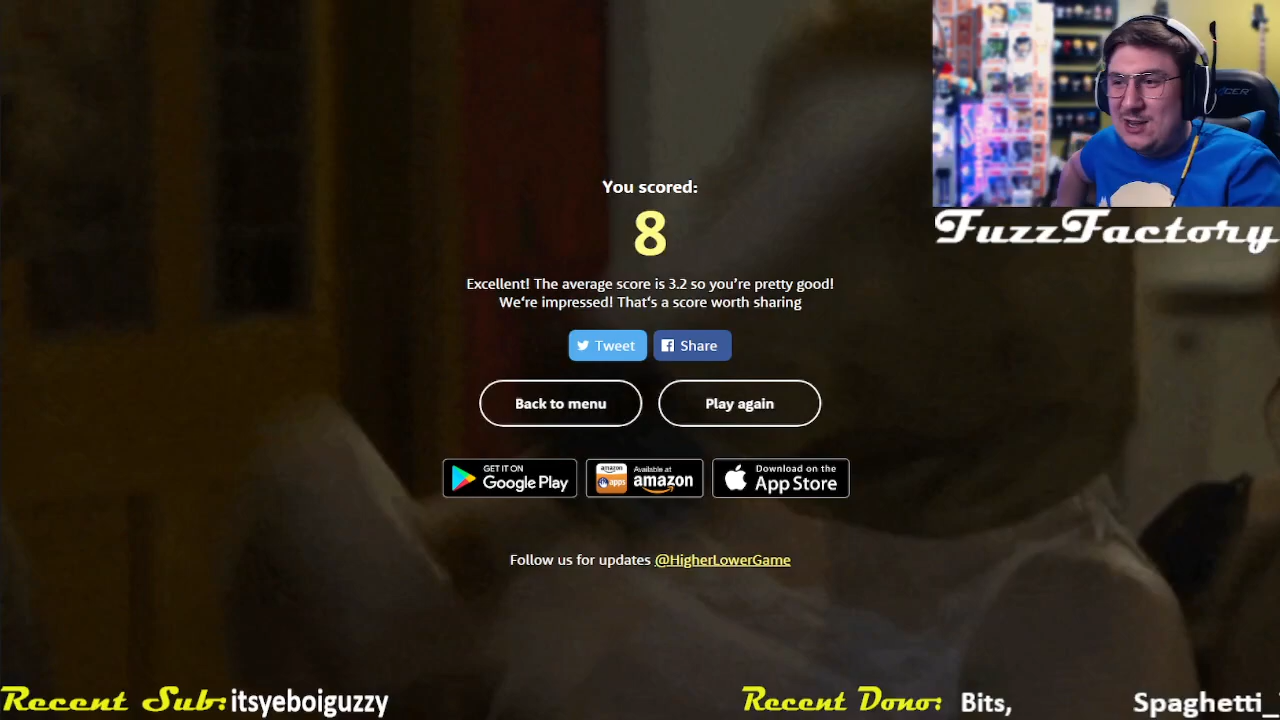 FuzzFactory
You scored:
8
Excellent! The average score is 3.2 so you're pretty good!
We're impressed! That's a score worth sharing
Tweet
Share
Back to menu
Play again
GET IT ON
Google Play
amazon
apps
Available at
amazon
Download on the
App Store
Follow us for updates @HigherLowerGame
Recent Sub: itsyeboiguzzy
Recent Dono: Bits, Spaghetti_